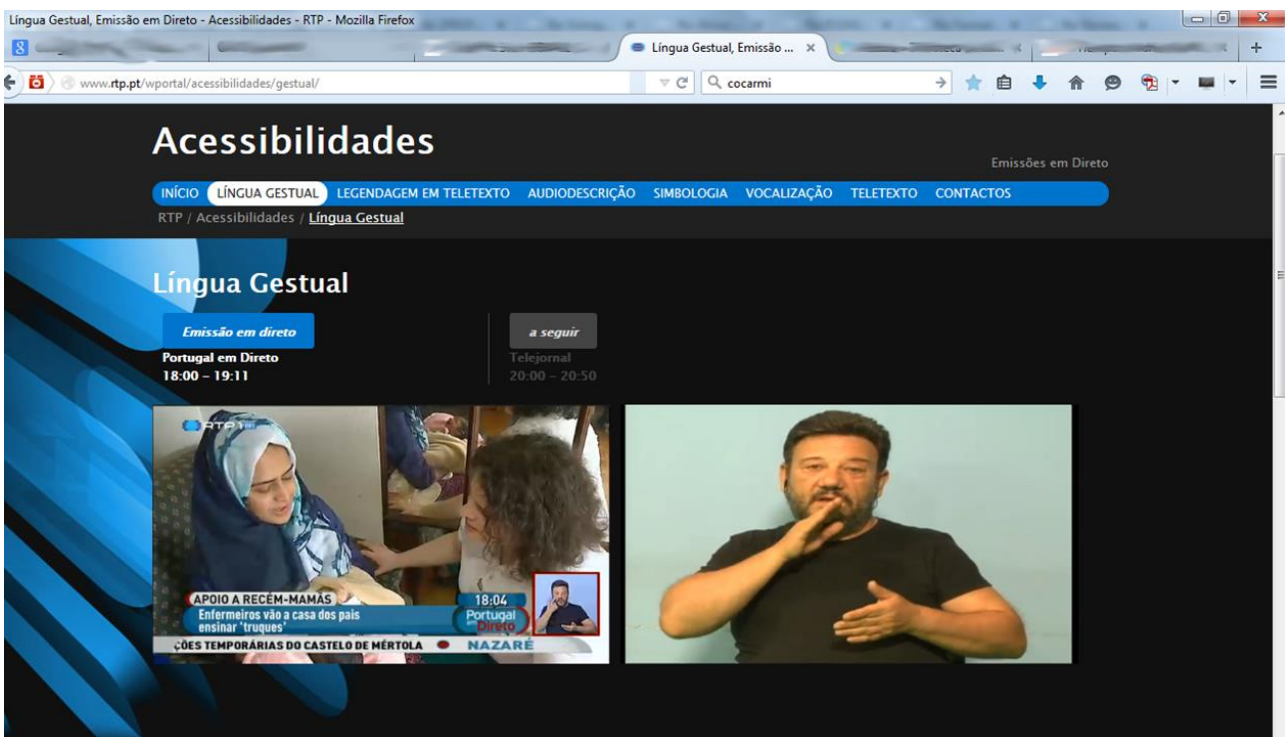 Língua Gestual, Emissão em Direto - Acessibilidades - RTP - Mozilla Firefox
Língua Gestual, Emissão ...
www.rtp.pt/wportal/acessibilidades/gestual/
cocarmi
Acessibilidades
Emissões em Direto
INÍCIO LÍNGUA GESTUAL LEGENDAGEM EM TELETEXTO AUDIODESCRIÇÃO SIMBOLOGIA VOCALIZAÇÃO TELETEXTO CONTACTOS
RTP / Acessibilidades / Língua Gestual
Língua Gestual
Emissão em direto a seguir
Portugal em Direto Telejornal
18:00 – 19:11 20:00 – 20:50
RTP1
APOIO A RECÉM-MAMÃS 18:04
Enfermeiros vão a casa dos pais
ensinar 'truques'
Portugal
em Direto
ÇÕES TEMPORÁRIAS DO CASTELO DE MÉRTOLA NAZARÉ